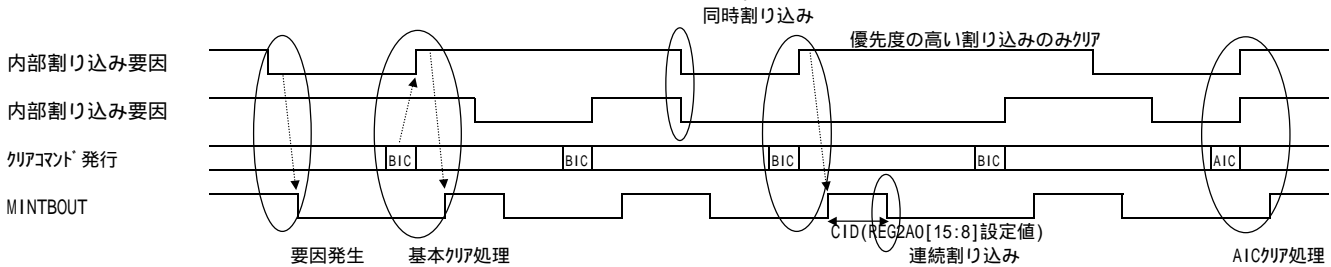 同時割り込み
内部割り込み要因
優先度の高い割り込みのみｸﾘｱ
内部割り込み要因
ｸﾘｱｺﾏﾝﾄﾞ発行
BIC
BIC
BIC
BIC
AIC
MINTBOUT
CID(REG2A0[15:8]設定値)
要因発生
基本ｸﾘｱ処理
連続割り込み
AICｸﾘｱ処理